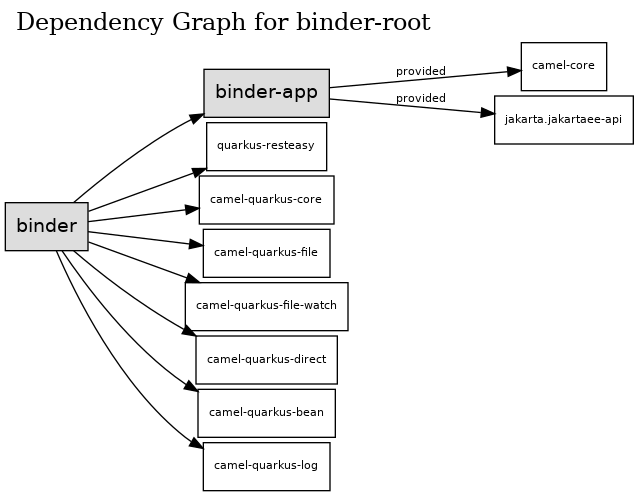 Dependency Graph for binder-root
binder
binder-app
quarkus-resteasy
camel-quarkus-core
camel-quarkus-file
camel-quarkus-file-watch
camel-quarkus-direct
camel-quarkus-bean
camel-quarkus-log
provided
provided
camel-core
jakarta.jakartaee-api